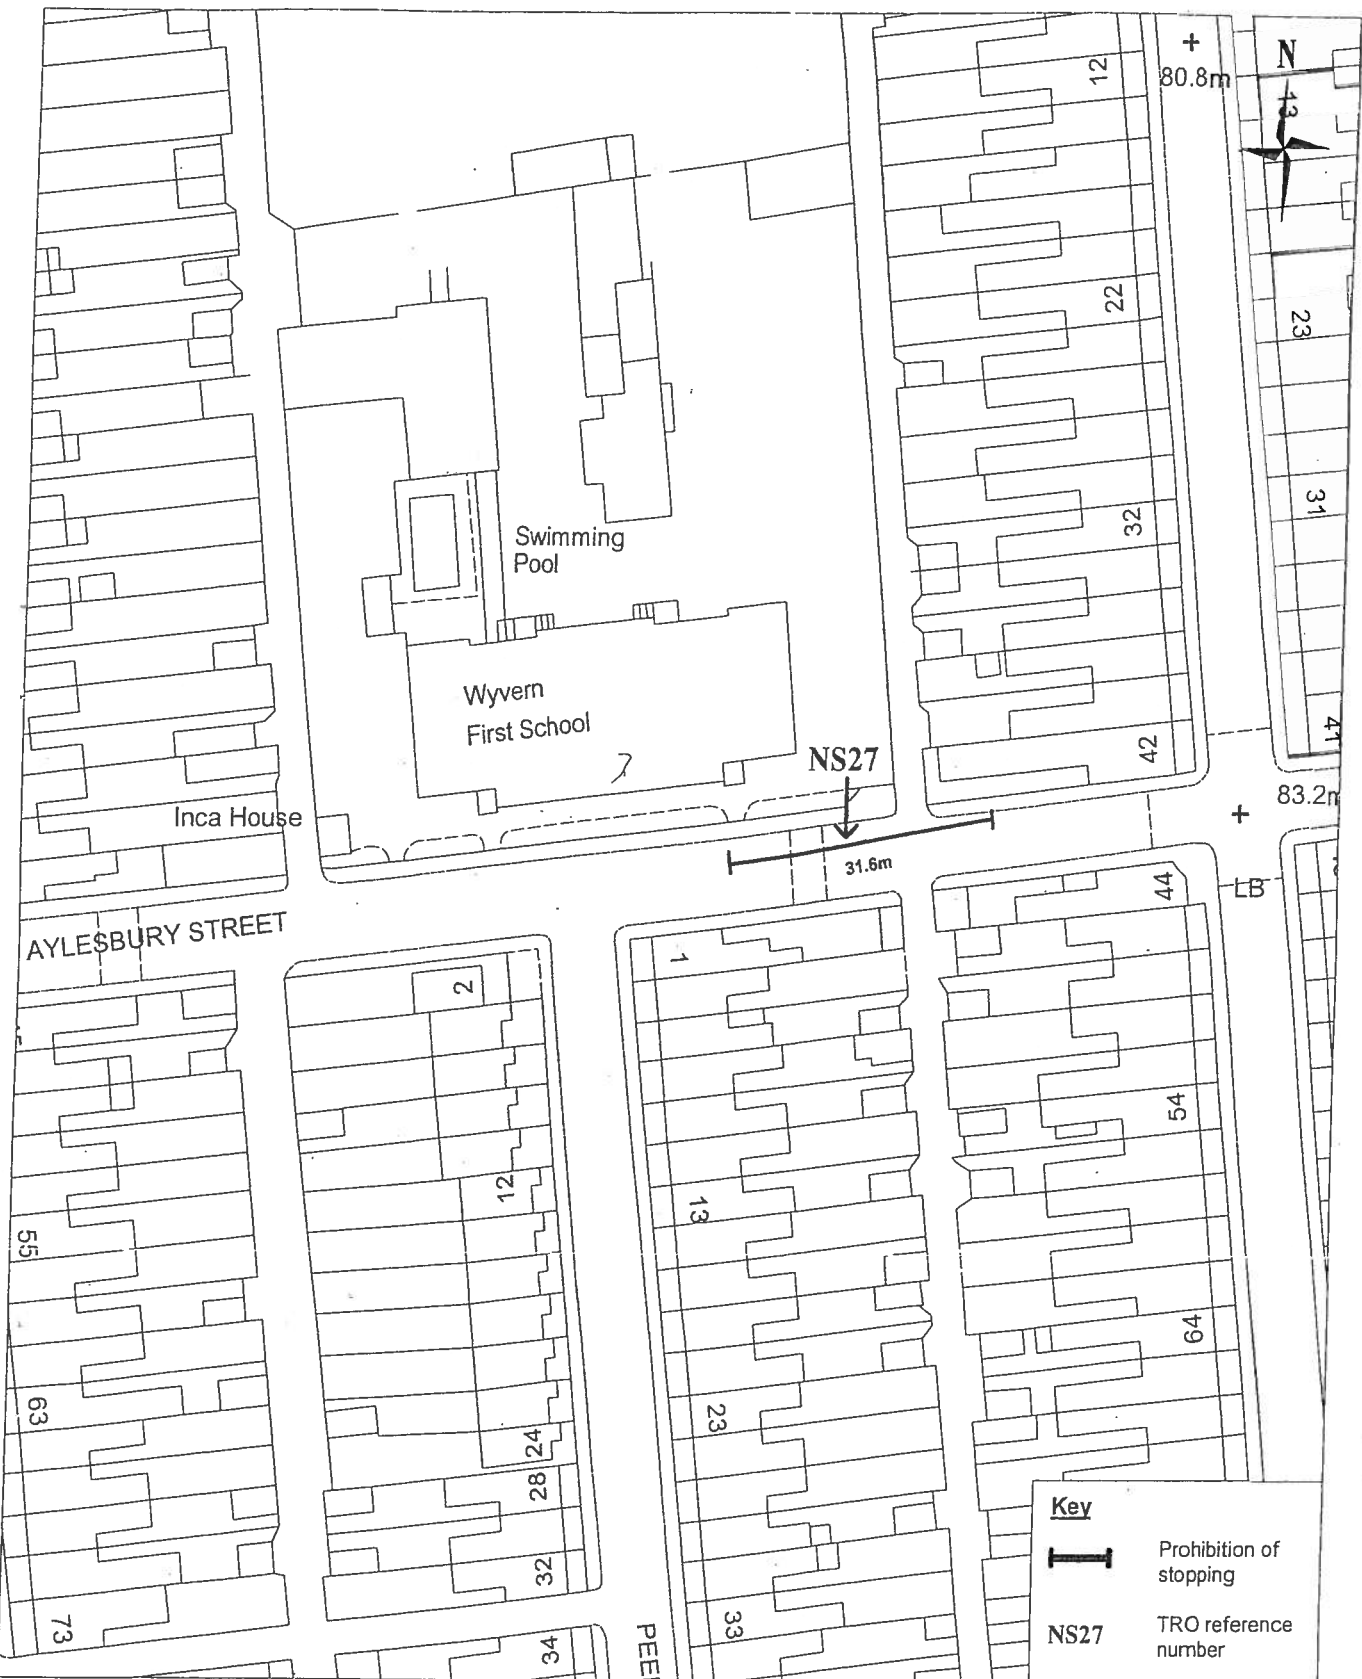 N
12
80.8m
13
22
23
32
31
Swimming
Pool
Wyvern
First School
NS27
42
41
Inca House
83.2m
31.6m
44
LB
AYLESBURY STREET
1
2
54
12
13
55
64
63
23
24
28
32
73
33
34
Key
Prohibition of
stopping
NS27
TRO reference
number